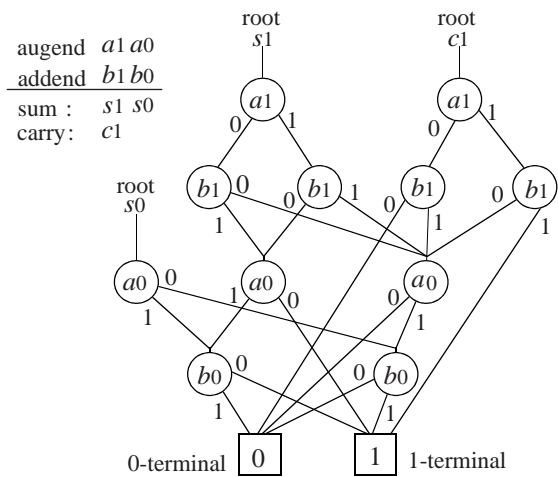 root
s1
root
c1
augend a1 a0
addend b1 b0
sum : s1 s0
carry: c1
a1
a1
0 1
0 1
b1 0
0 b1 1
b1
0
0 b1
1
1
1
root
s0
a0 0
a0
a0
1
1 0
0
1
b0 0
0 b0
1
1
0-terminal 0
1 1-terminal